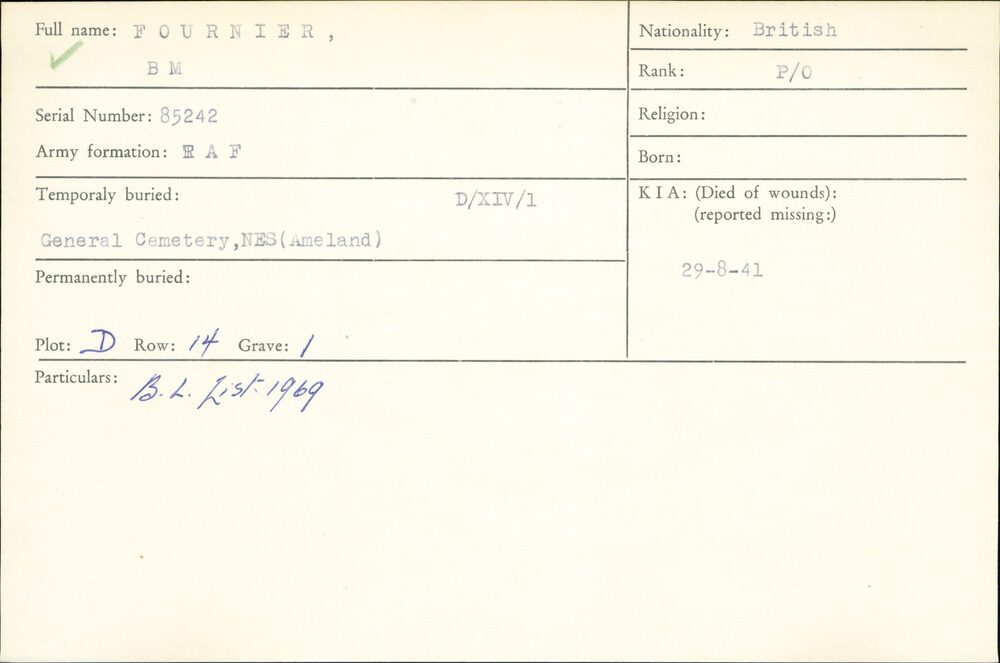 Full name: F O U R N I E R ,
B M
Serial Number: 85242
Army formation: R A F
Temporaly buried: D/XIV/1
General Cemetery,NES(Ameland)
Permanently buried:
Plot: D Row: 14 Grave: 1
Particulars: B.L. List 1969
Nationality: British
Rank: P/O
Religion:
Born:
K I A: (Died of wounds):
(reported missing:)
29-8-41